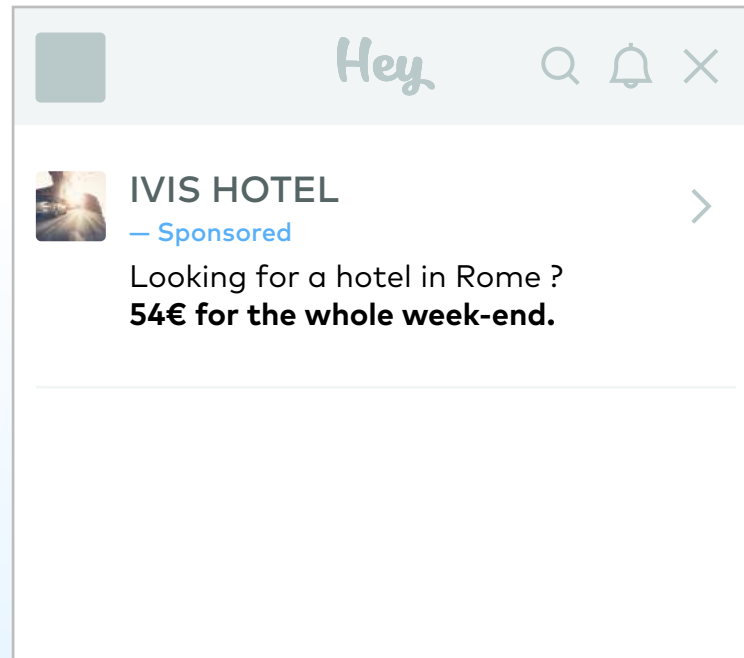 Hey
IVIS HOTEL
— Sponsored
Looking for a hotel in Rome ?
54€ for the whole week-end.